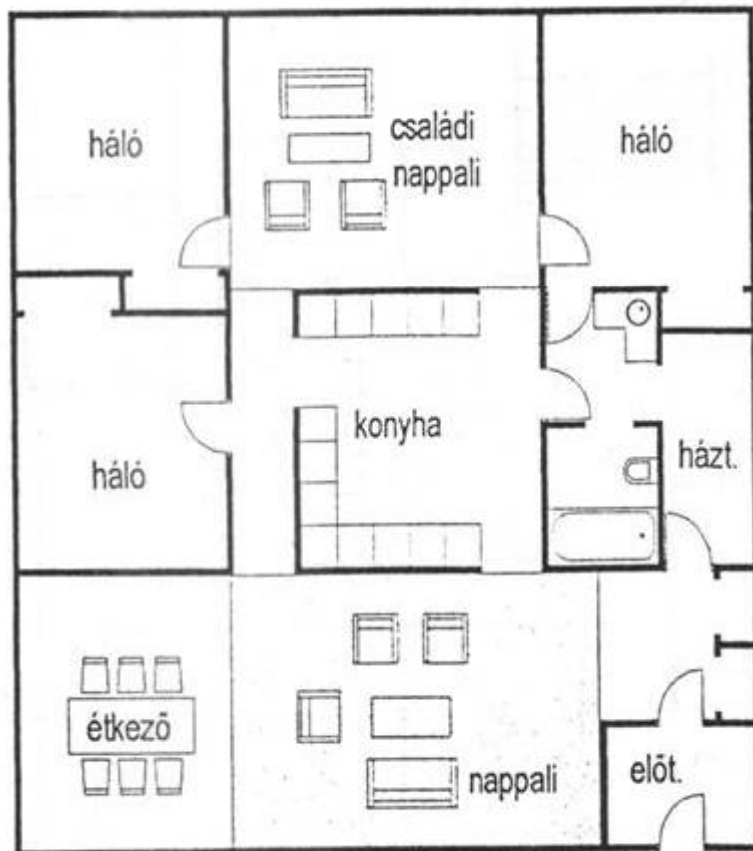 háló
családi
nappali
háló
konyha
háló
házt.
étkező
nappali
előt.